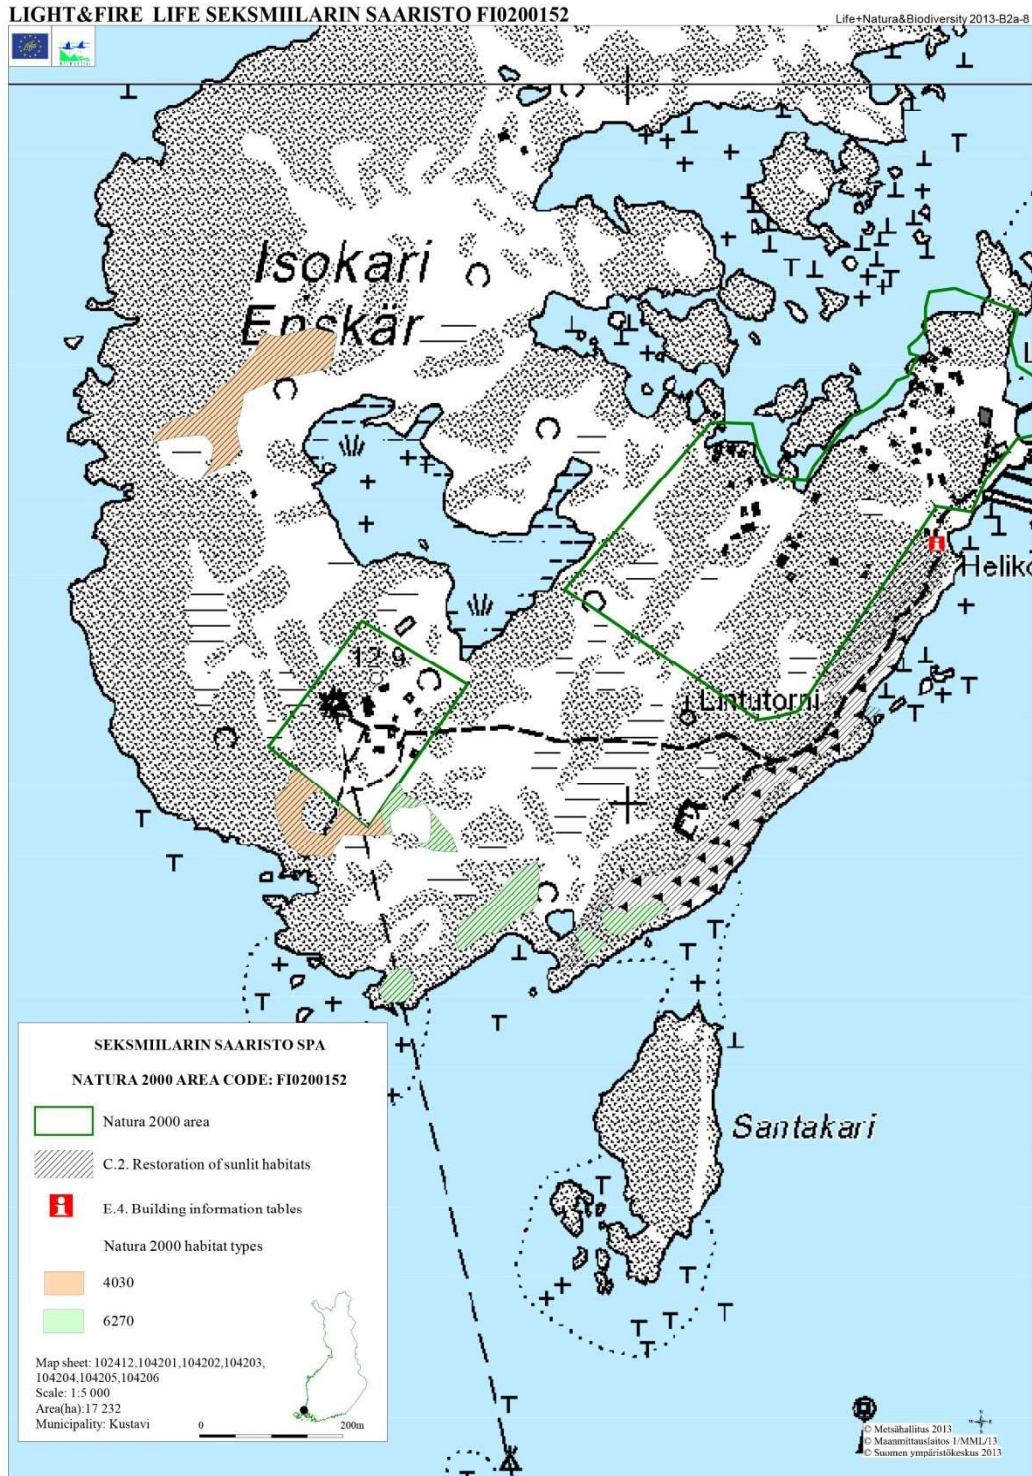 LIGHT&FIRE LIFE SEKSMIILARIN SAARISTO FI0200152
Life+Natura&Biodiversity 2013-B2a-8
Isokari
Enskär
L
Heliko
12.9
Lintutorni
Santakari
SEKSMIILARIN SAARISTO SPA
NATURA 2000 AREA CODE: FI0200152
Natura 2000 area
C.2. Restoration of sunlit habitats
E.4. Building information tables
Natura 2000 habitat types
4030
6270
Map sheet: 102412,104201,104202,104203,
104204,104205,104206
Scale: 1:5 000
Area(ha):17 232
Municipality: Kustavi
0 200m
© Metsähallitus 2013
© Maanmittauslaitos 1/MML/13
© Suomen ympäristökeskus 2013